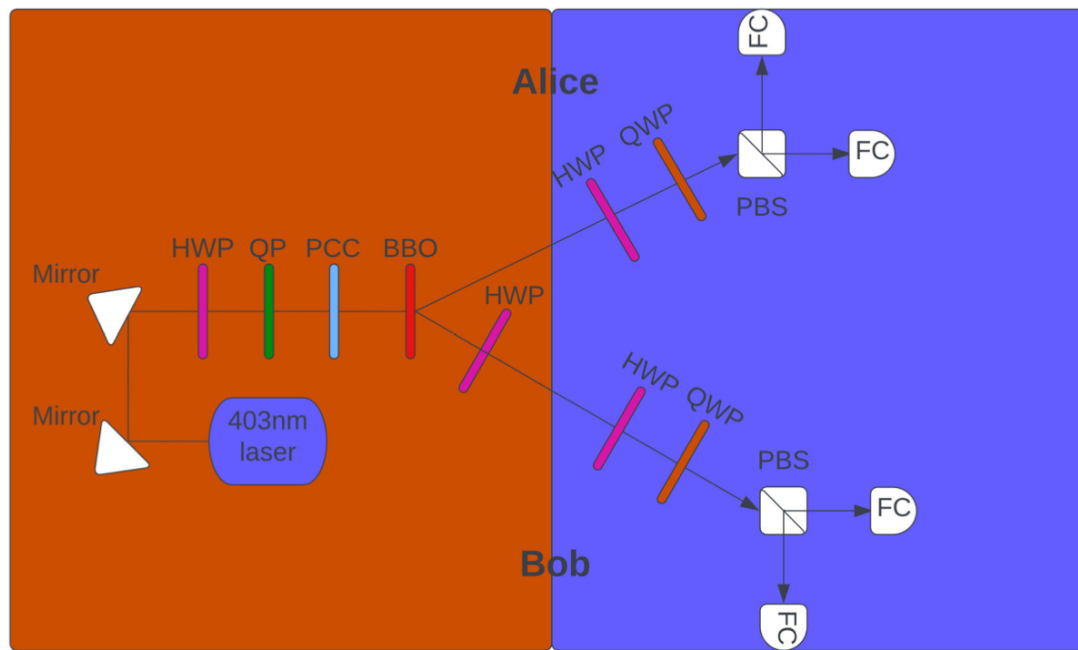 Alice
FC
FC
PBS
HWP
QWP
HWP
QP
PCC
BBO
Mirror
HWP
Mirror
403nm
laser
HWP
QWP
PBS
FC
FC
Bob